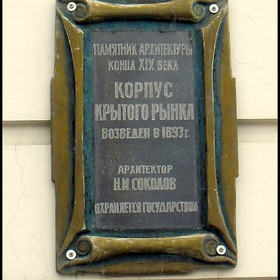 ПАМЯТНИК АРХИТЕКТУРЫ
КОНЦА XIX ВЕКА
КОРПУС
КРЫТОГО РЫНКА
ВОЗВЕДЕН В 1893 г.
АРХИТЕКТОР
Н.М. СОКОЛОВ
ОХРАНЯЕТСЯ ГОСУДАРСТВОМ